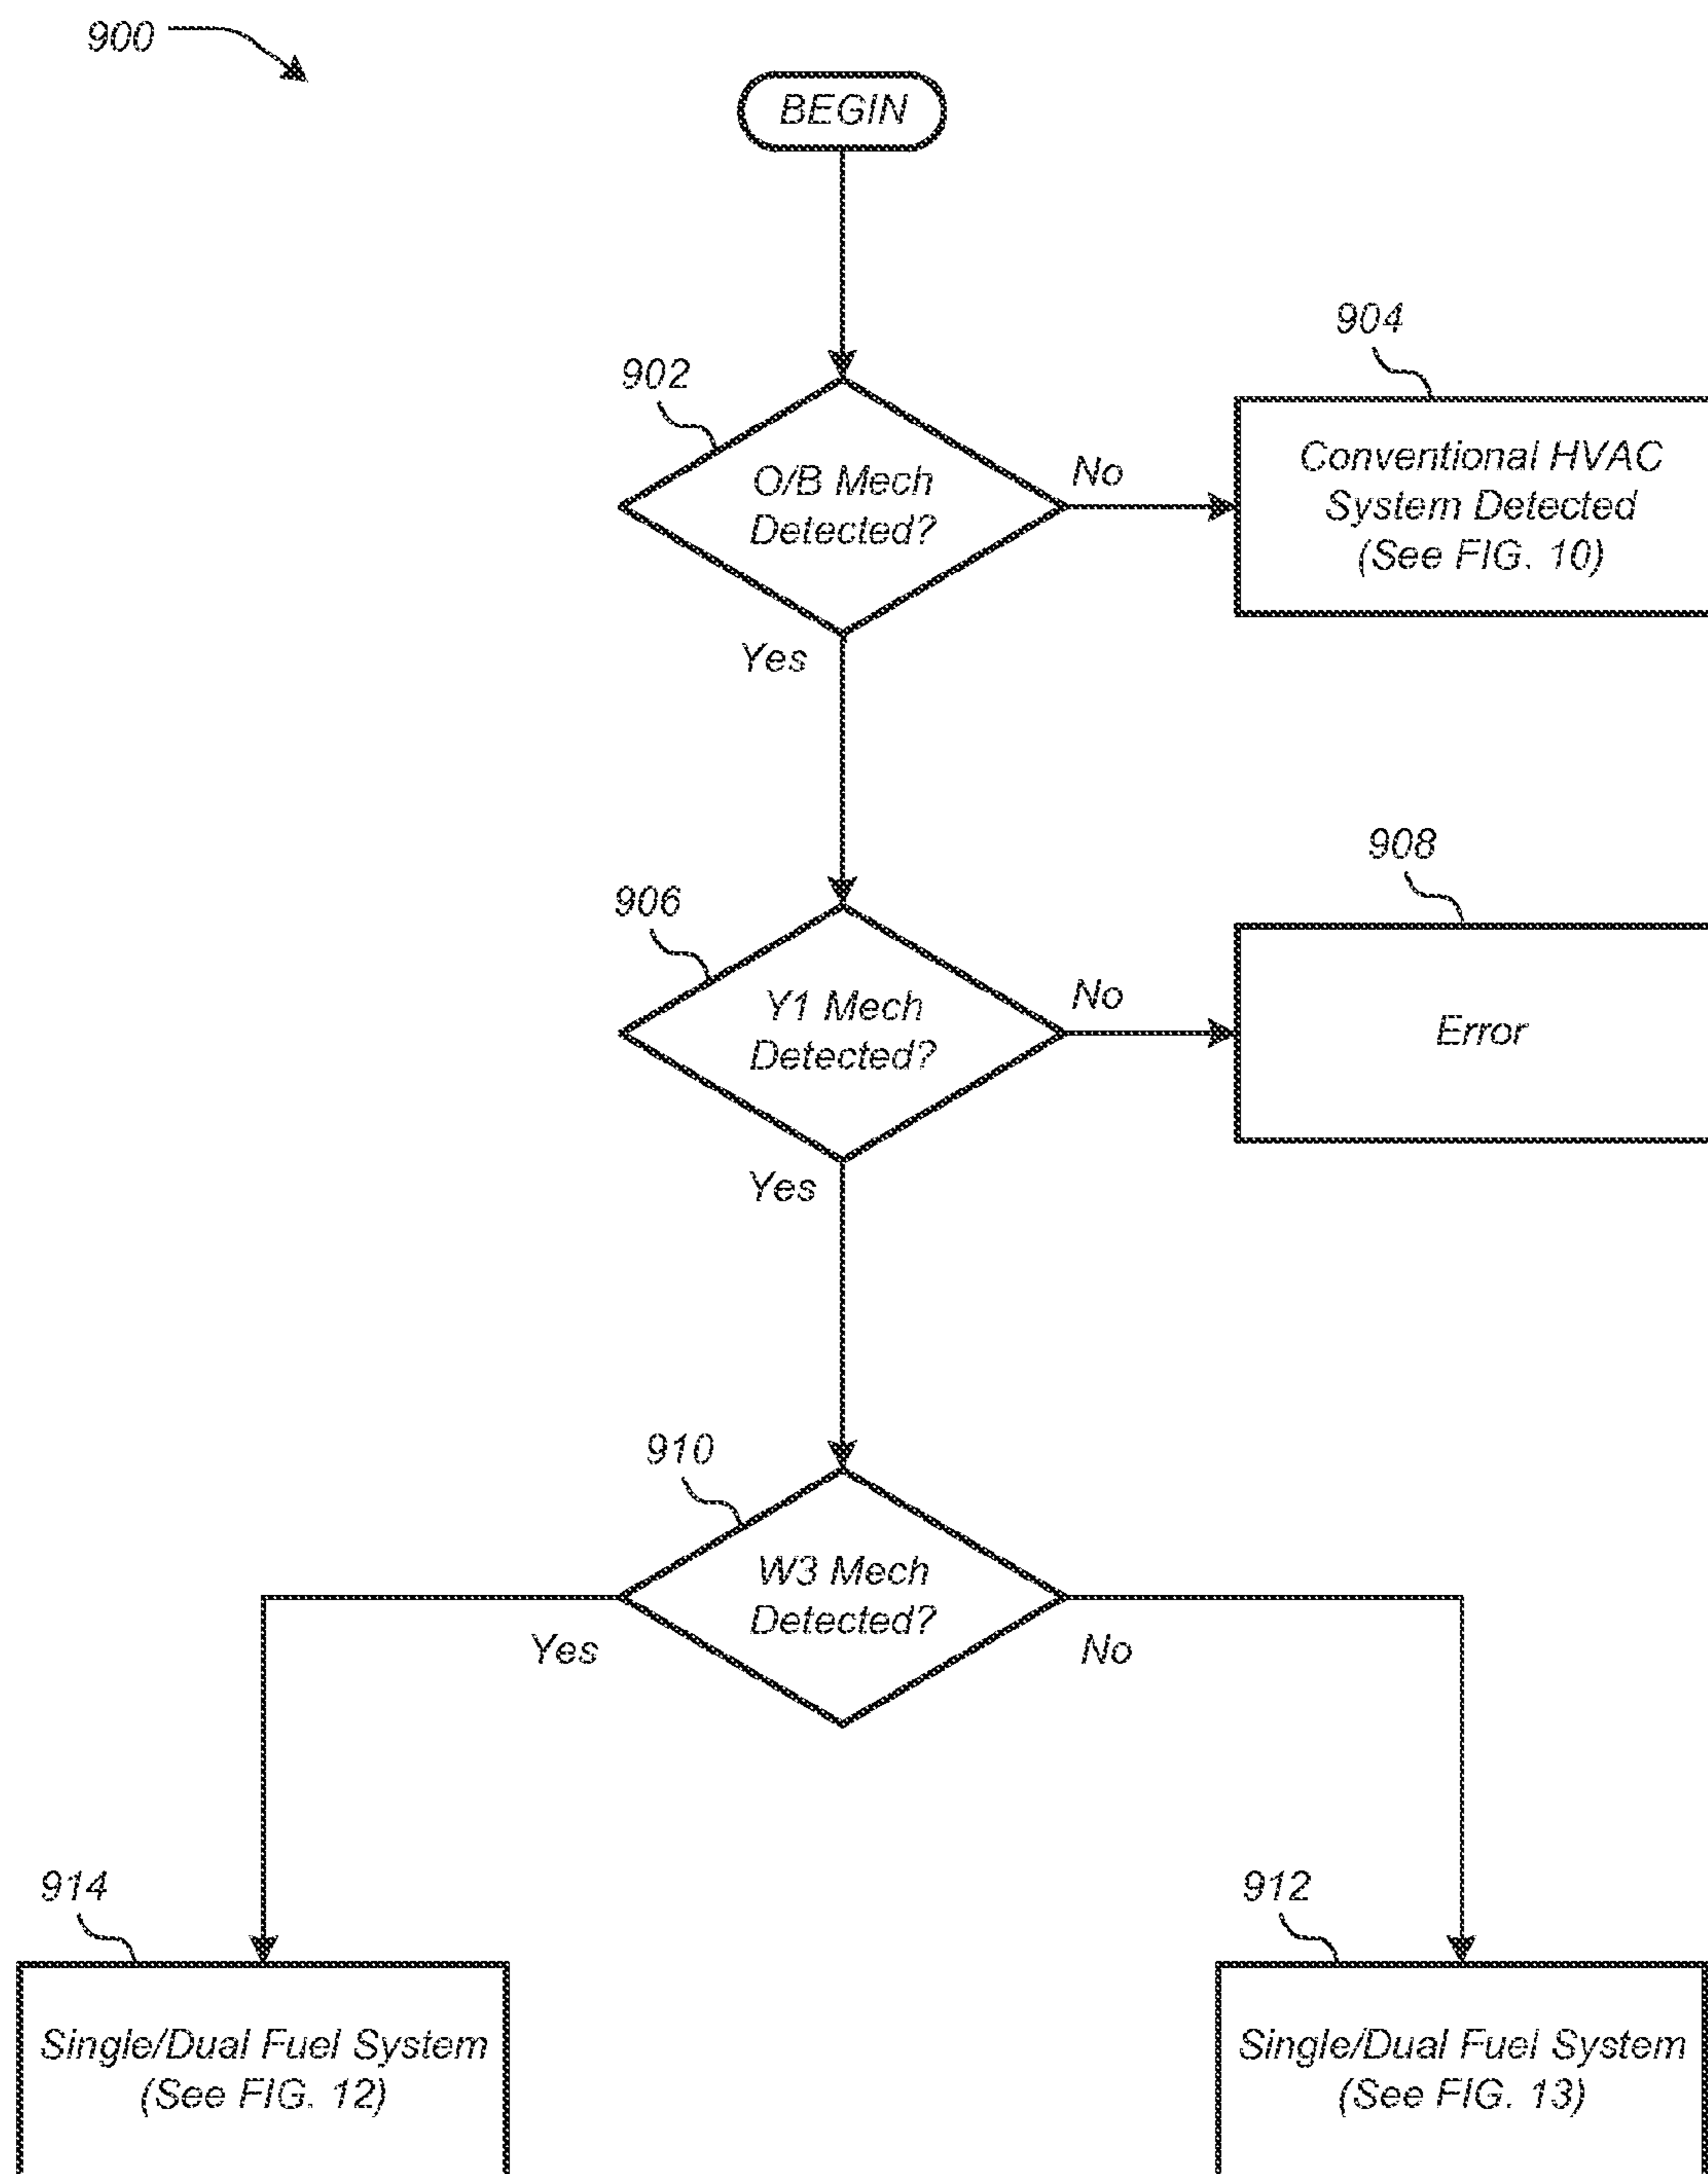 900
BEGIN
904
902
O/B Mech
Detected?
No
Conventional HVAC
System Detected
(See FIG. 10)
Yes
908
906
Y1 Mech
Detected?
No
Error
Yes
910
W3 Mech
Detected?
Yes
No
914
912
Single/Dual Fuel System
(See FIG. 12)
Single/Dual Fuel System
(See FIG. 13)